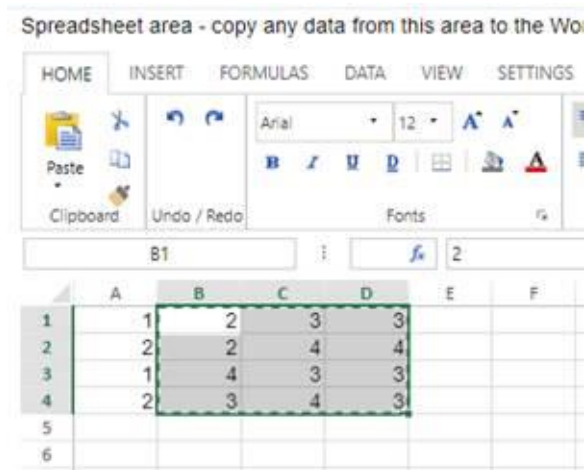 Spreadsheet area - copy any data from this area to the Wo
HOME INSERT FORMULAS DATA VIEW SETTINGS
Arial 12 A A
Paste B I U D A
Clipboard Undo / Redo Fonts
B1 fx 2
A B C D E F
1 1 2 3 3
2 2 2 4 4
3 1 4 3 3
4 2 3 4 3
5
6